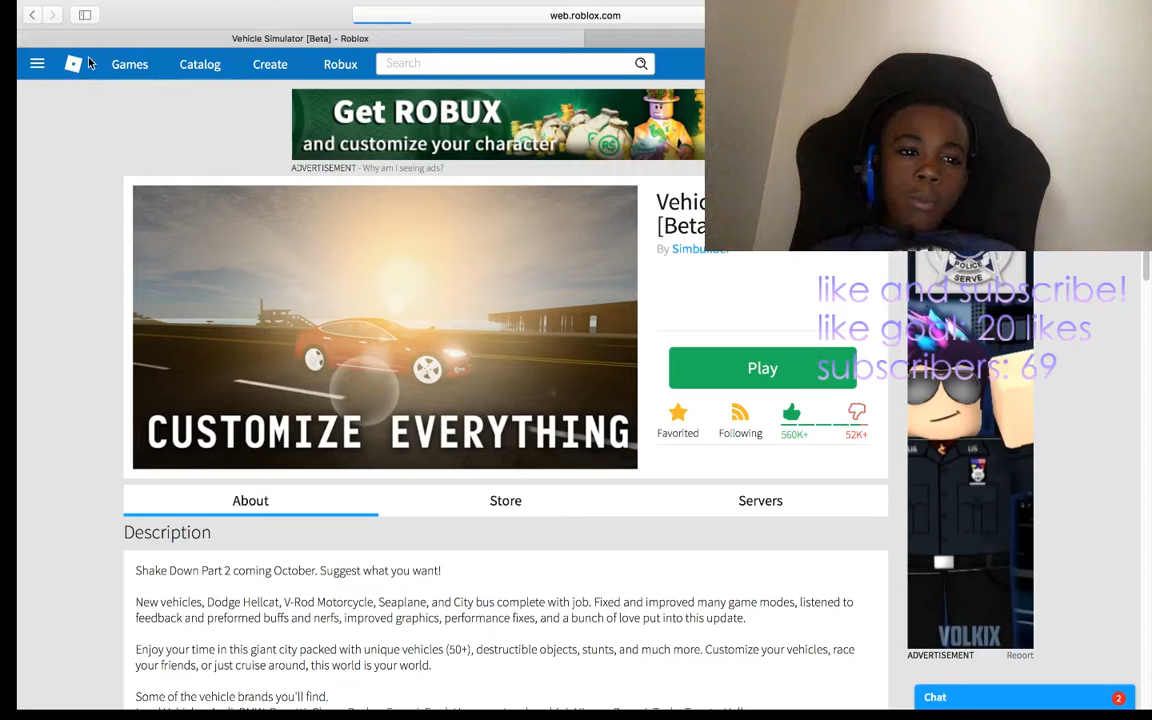 web.roblox.com
Vehicle Simulator [Beta] - Roblox
Games Catalog Create Robux Search
Get ROBUX
and customize your character
ADVERTISEMENT - Why am I seeing ads?
[Beta
By
CUSTOMIZE EVERYTHING
POLICE
SERVE
like and subscribe!
like goal: 20 likes
subscribers: 69
Play
Favorited Following 560K+ 52K+
About Store Servers
Description
Shake Down Part 2 coming October. Suggest what you want!
New vehicles, Dodge Hellcat, V-Rod Motorcycle, Seaplane, and City bus complete with job. Fixed and improved many game modes, listened to
feedback and preformed buffs and nerfs, improved graphics, performance fixes, and a bunch of love put into this update.
Enjoy your time in this giant city packed with unique vehicles (50+), destructible objects, stunts, and much more. Customize your vehicles, race
your friends, or just cruise around, this world is your world.
Some of the vehicle brands you'll find.
VOLKIX
ADVERTISEMENT Report
Chat 2